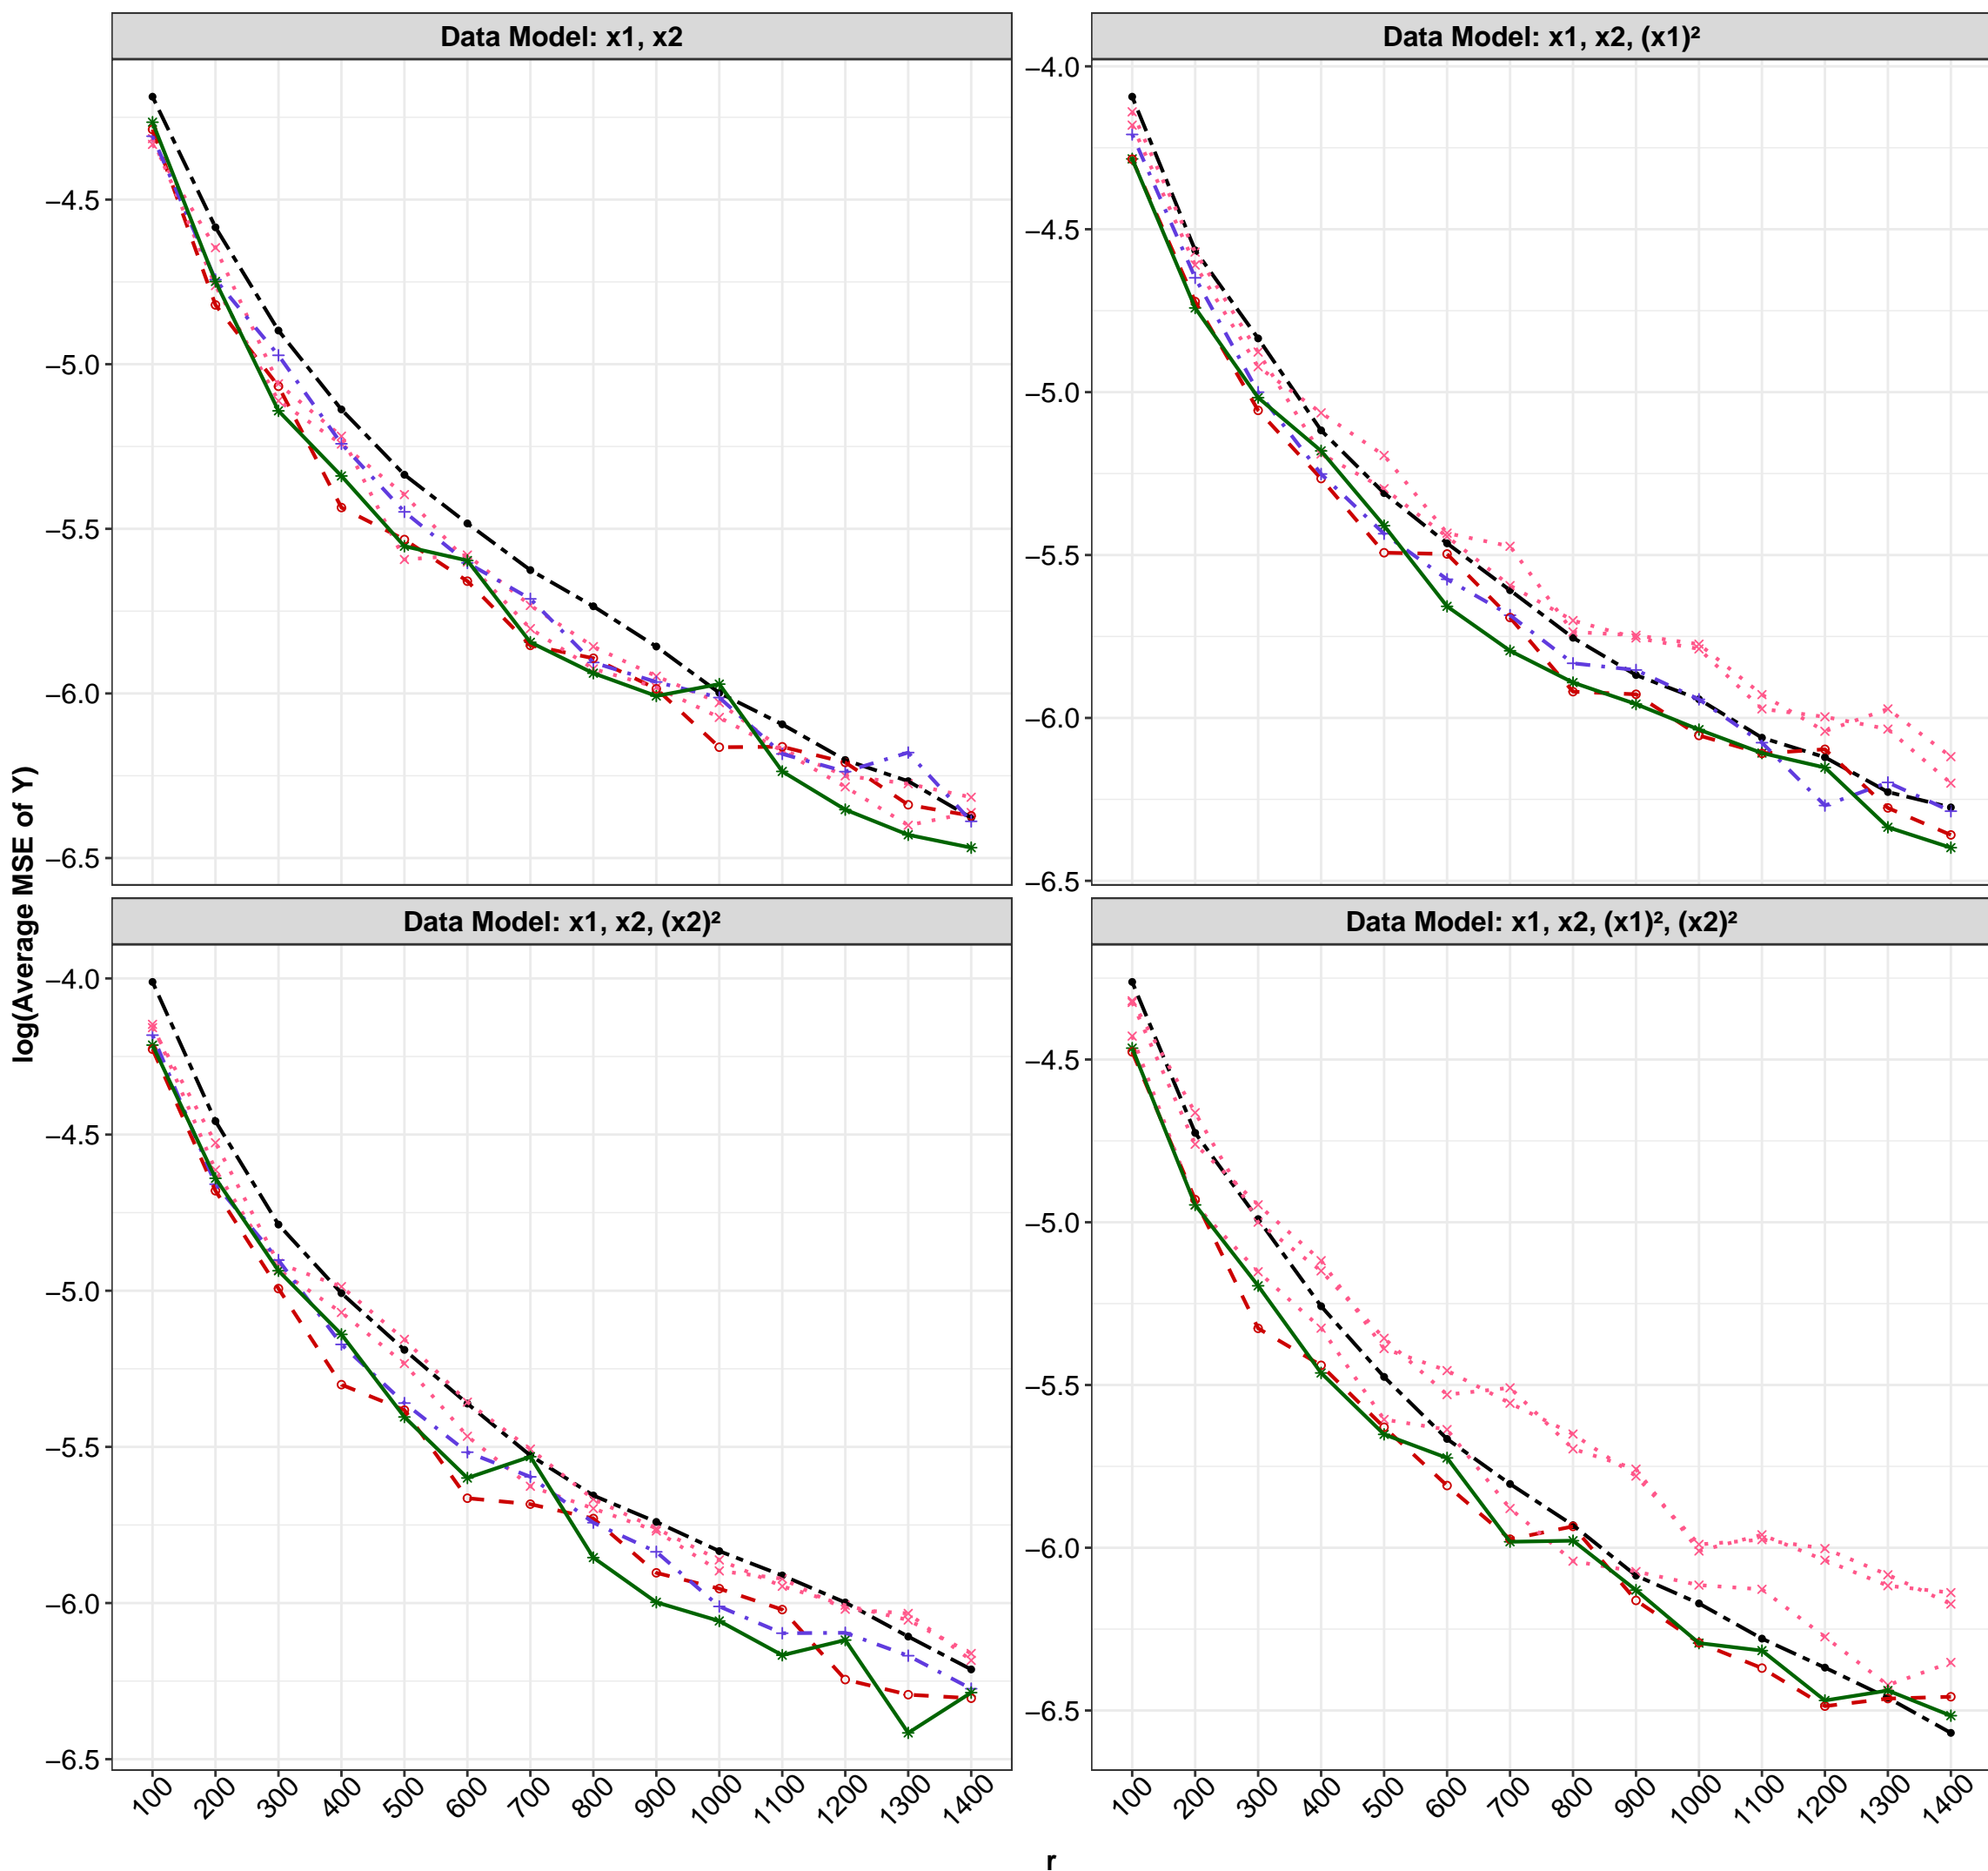 Data Model: x1, x2
Data Model: x1, x2, (x1)²
−4.5
−5.0
−5.5
−6.0
−6.5
−4.0
−4.5
−5.0
−5.5
−6.0
−6.5
Data Model: x1, x2, (x2)²
Data Model: x1, x2, (x1)², (x2)²
−4.0
−4.5
−5.0
−5.5
−6.0
−6.5
−4.5
−5.0
−5.5
−6.0
−6.5
log(Average MSE of Y)
100 200 300 400 500 600 700 800 900 1000 1100 1200 1300 1400
100 200 300 400 500 600 700 800 900 1000 1100 1200 1300 1400
r